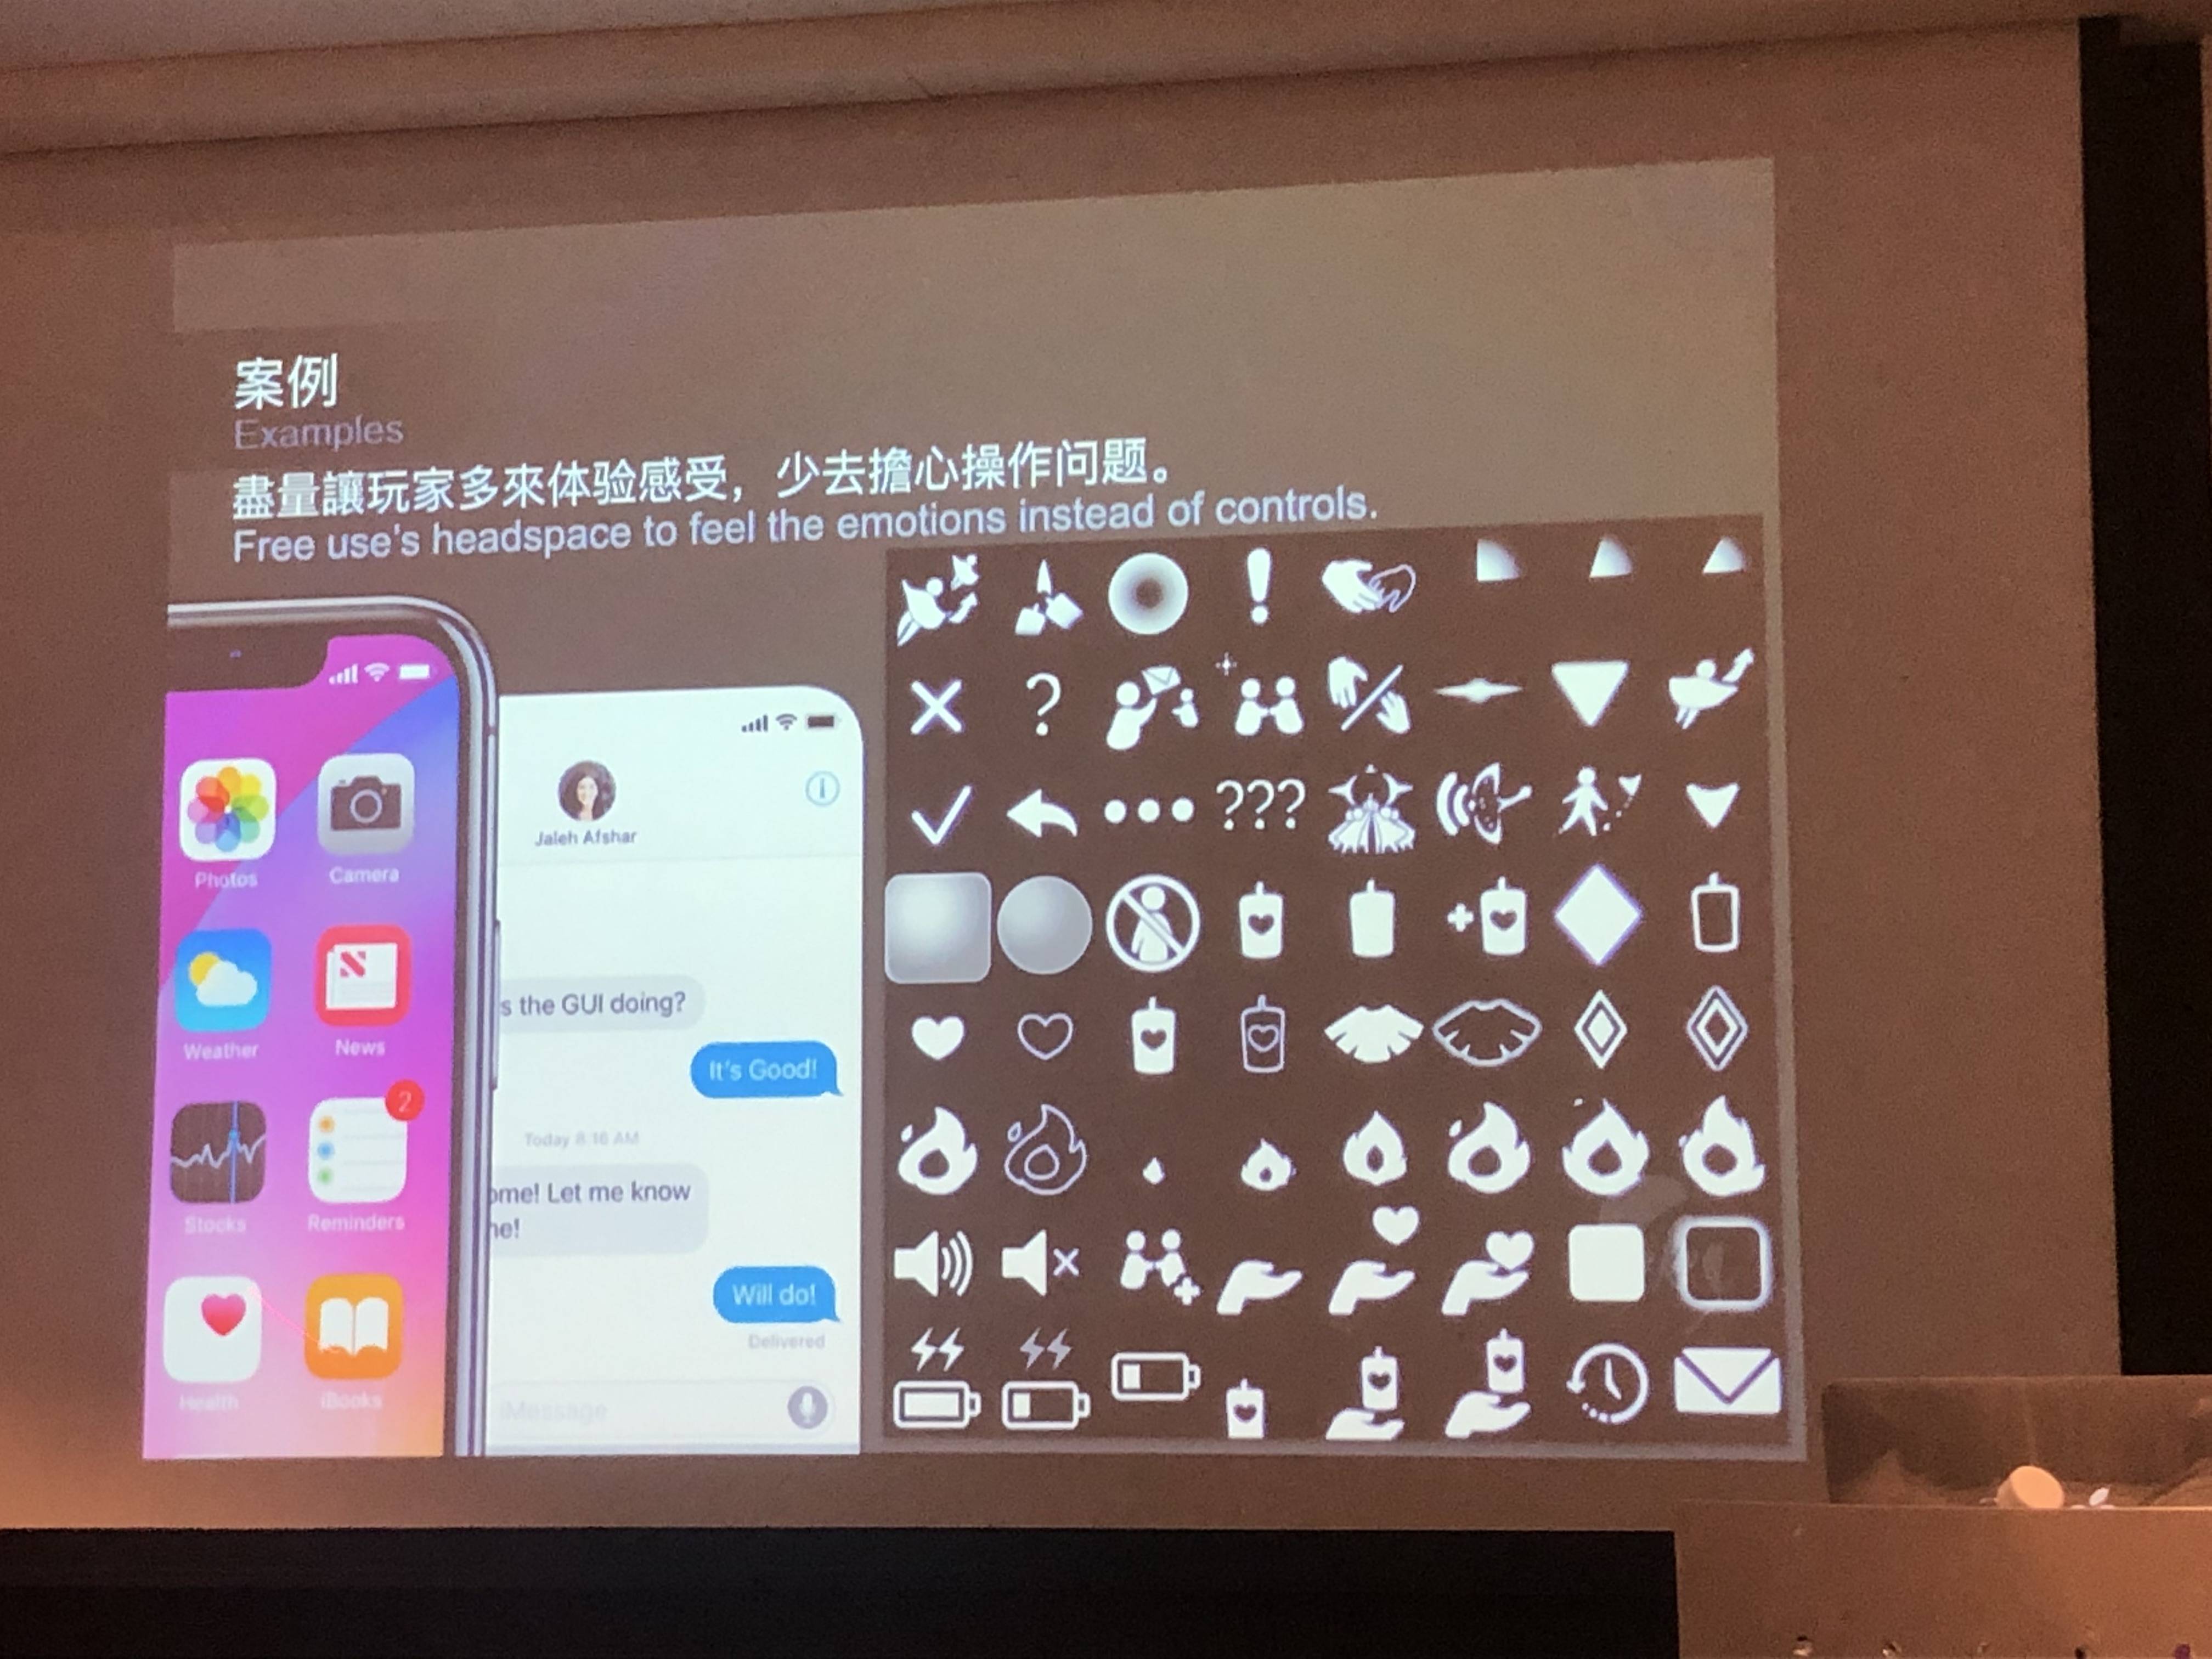 案例
Examples
盡量讓玩家多來体验感受，少去擔心操作问题。
Free use's headspace to feel the emotions instead of controls.
Photos
Camera
Weather
News
Stocks
Reminders
2
Health
iBooks
Jaleh Afshar
s the GUI doing?
It's Good!
Today 8:16 AM
ome! Let me know
ne!
Will do!
Delivered
iMessage
!
?
???